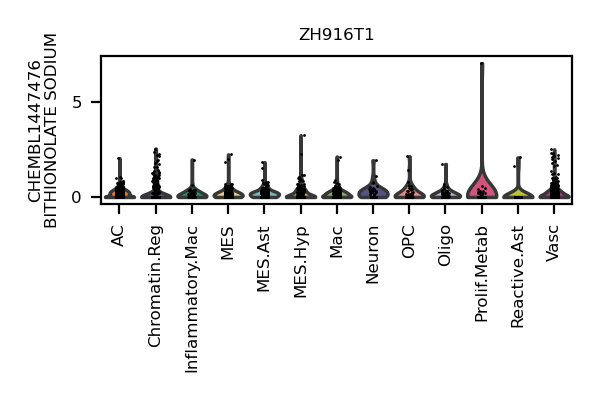 ZH916T1
CHEMBL1447476
BITHIONOLATE SODIUM
5
0
AC
Chromatin.Reg
Inflammatory.Mac
MES
MES.Ast
MES.Hyp
Mac
Neuron
OPC
Oligo
Prolif.Metab
Reactive.Ast
Vasc